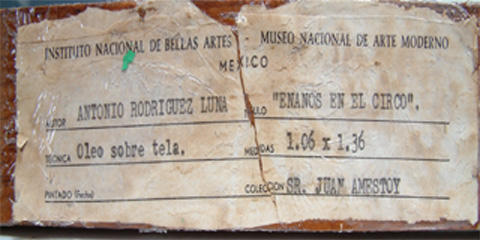 INSTITUTO NACIONAL DE BELLAS ARTES - MUSEO NACIONAL DE ARTE MODERNO
MEXICO
AUTOR ANTONIO RODRIGUEZ LUNA TITULO "ENANOS EN EL CIRCO".
TECNICA Oleo sobre tela. MEDIDAS 1.06 x 1.36
PINTADO (Fecha) COLECCION SR. JUAN AMESTOY